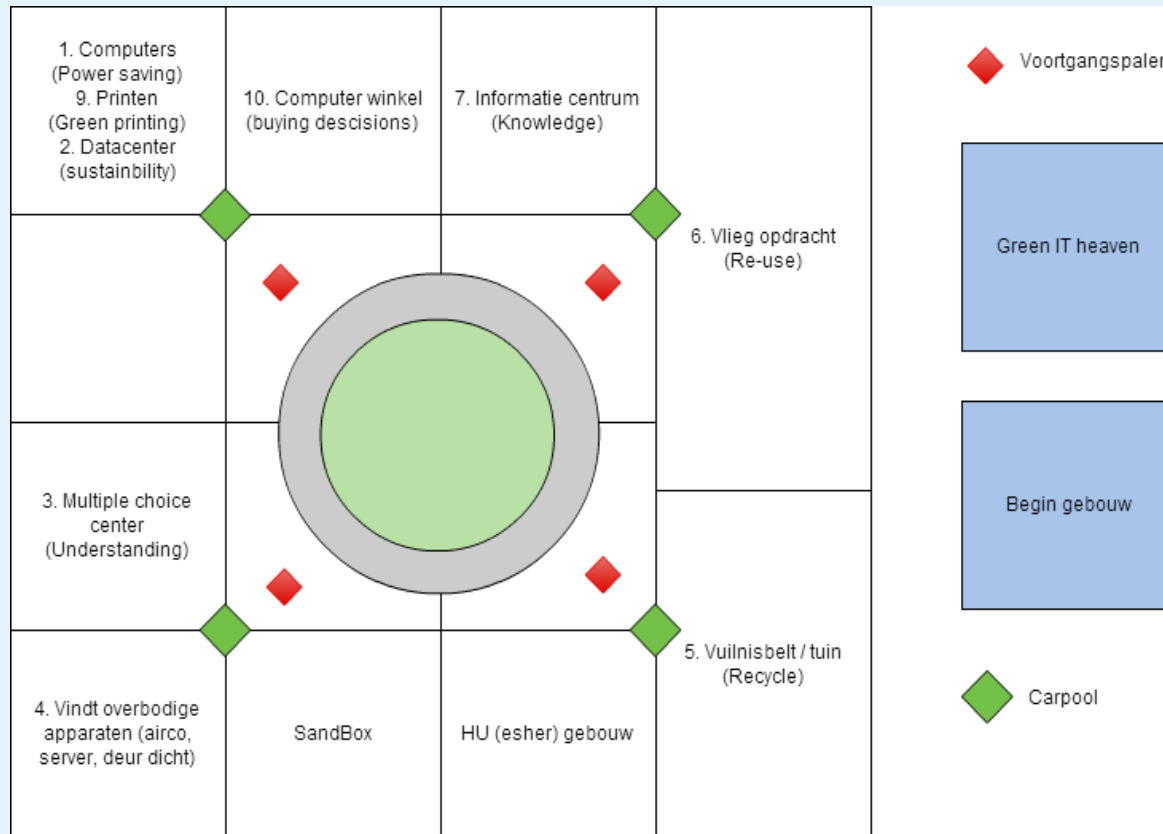 1. Computers
(Power saving)
9. Printen
(Green printing)
2. Datacenter
(sustainbility)
10. Computer winkel
(buying descisions)
7. Informatie centrum
(Knowledge)
6. Vlieg opdracht
(Re-use)
3. Multiple choice
center
(Understanding)
4. Vindt overbodige
apparaten (airco,
server, deur dicht)
SandBox
HU (esher) gebouw
5. Vuilnisbelt / tuin
(Recycle)
Voortgangspalen
Green IT heaven
Begin gebouw
Carpool